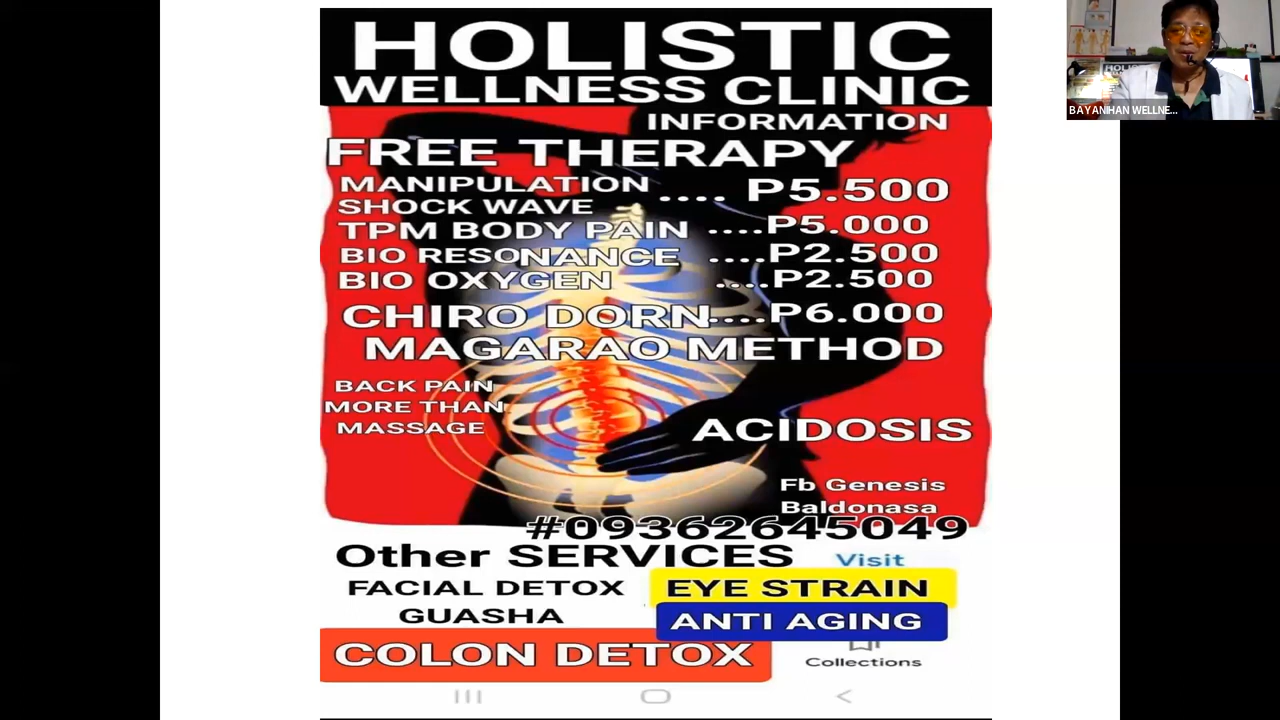 HOLISTIC
WELLNESS CLINIC
INFORMATION
FREE THERAPY
MANIPULATION
SHOCK WAVE .... P5.500
TPM BODY PAIN ....P5.000
BIO RESONANCE ....P2.500
BIO OXYGEN ....P2.500
CHIRO DORN....P6.000
MAGARAO METHOD
BACK PAIN
MORE THAN
MASSAGE
ACIDOSIS
Fb Genesis
Baldonasa
#09362645049
Other SERVICES
Visit
FACIAL DETOX
GUASHA
EYE STRAIN
ANTI AGING
COLON DETOX
Collections
BAYANIHAN WELLNE...